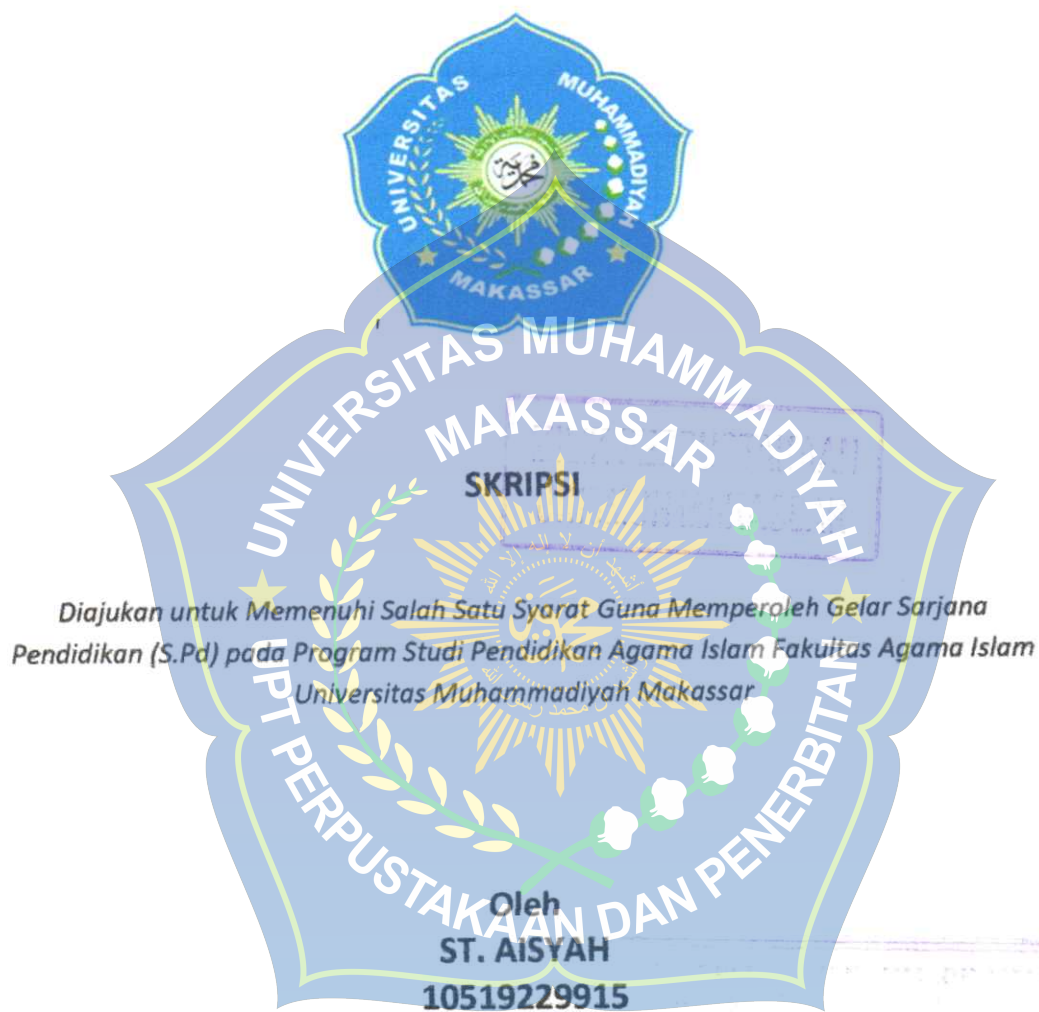 UNIVERSITAS MUHAMMADIYAH
MAKASSAR
UNIVERSITAS MUHAMMADIYAH
MAKASSAR
SKRIPSI
Diajukan untuk Memenuhi Salah Satu Syarat Guna Memperoleh Gelar Sarjana
Pendidikan (S.Pd) pada Program Studi Pendidikan Agama Islam Fakultas Agama Islam
Universitas Muhammadiyah Makassar
UPT PERPUSTAKAAN DAN PENERBITAN
Oleh
ST. AISYAH
10519229915